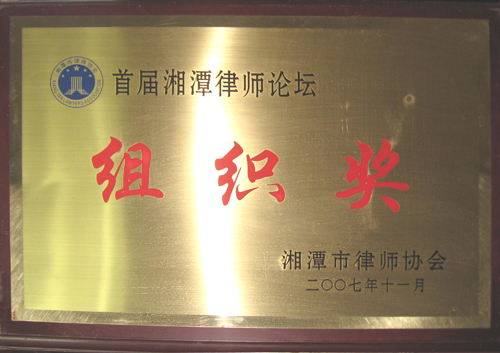 首届湘潭律师论坛
组织奖
湘潭市律师协会
二〇〇七年十一月